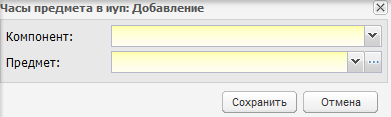 Часы предмета в иуп: Добавление
Компонент:
Предмет:
Сохранить Отмена